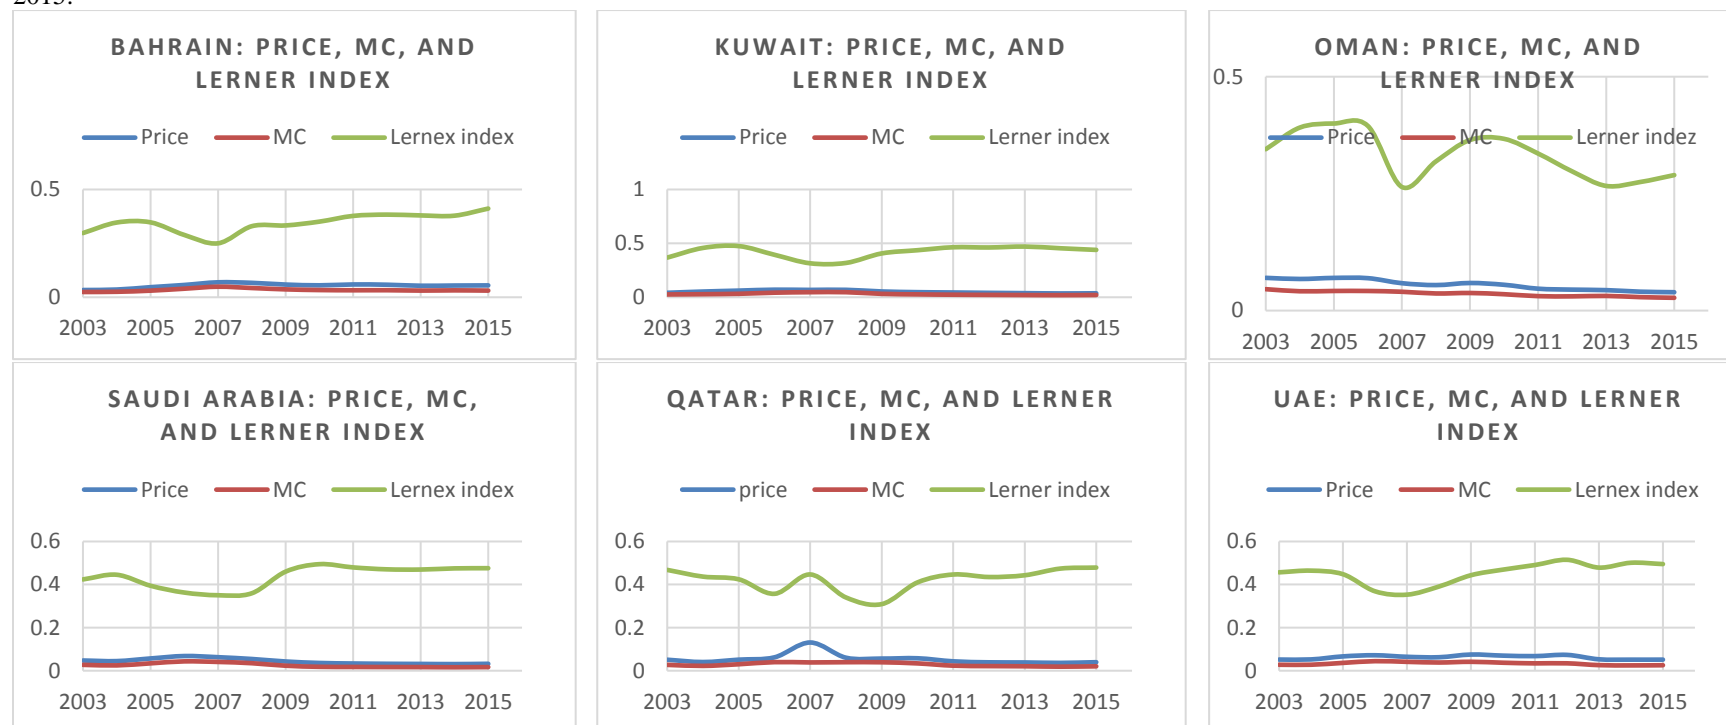 2015.
BAHRAIN: PRICE, MC, AND
LERNER INDEX
Price MC Lernex index
0.5
0
2003 2005 2007 2009 2011 2013 2015
KUWAIT: PRICE, MC, AND
LERNER INDEX
Price MC Lerner index
1
0.5
0
2003 2005 2007 2009 2011 2013 2015
OMAN: PRICE, MC, AND
LERNER INDEX
0.5
Price MC Lerner indez
0
2003 2005 2007 2009 2011 2013 2015
SAUDI ARABIA: PRICE, MC,
AND LERNER INDEX
Price MC Lernex index
0.6
0.4
0.2
0
2003 2005 2007 2009 2011 2013 2015
QATAR: PRICE, MC, AND LERNER
INDEX
price MC Lerner index
0.6
0.4
0.2
0
2003 2005 2007 2009 2011 2013 2015
UAE: PRICE, MC, AND LERNER
INDEX
Price MC Lernex index
0.6
0.4
0.2
0
2003 2005 2007 2009 2011 2013 2015